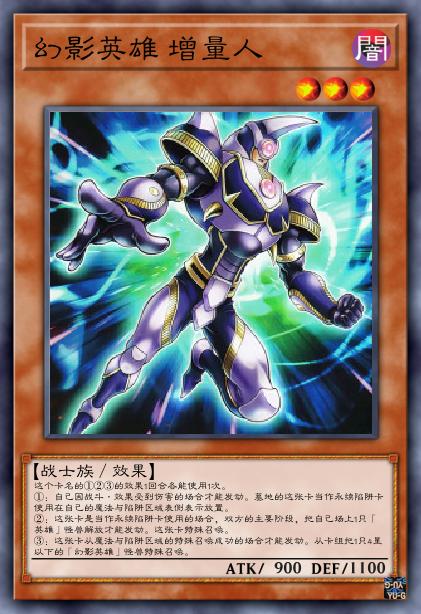 幻影英雄 增量人
闇
【战士族/效果】
这个卡名的①②③的效果1回合各能使用1次。
①：自己因战斗·效果受到伤害的场合才能发动。墓地的这张卡当作永续陷阱卡
使用在自己的魔法与陷阱区域表侧表示放置。
②：这张卡是当作永续陷阱卡使用的场合，双方的主要阶段，把自己场上1只「
英雄」怪兽解放才能发动。这张卡特殊召唤。
③：这张卡从魔法与陷阱区域的特殊召唤成功的场合才能发动。从卡组把1只4星
以下的「幻影英雄」怪兽特殊召唤。
ATK/ 900 DEF/1100